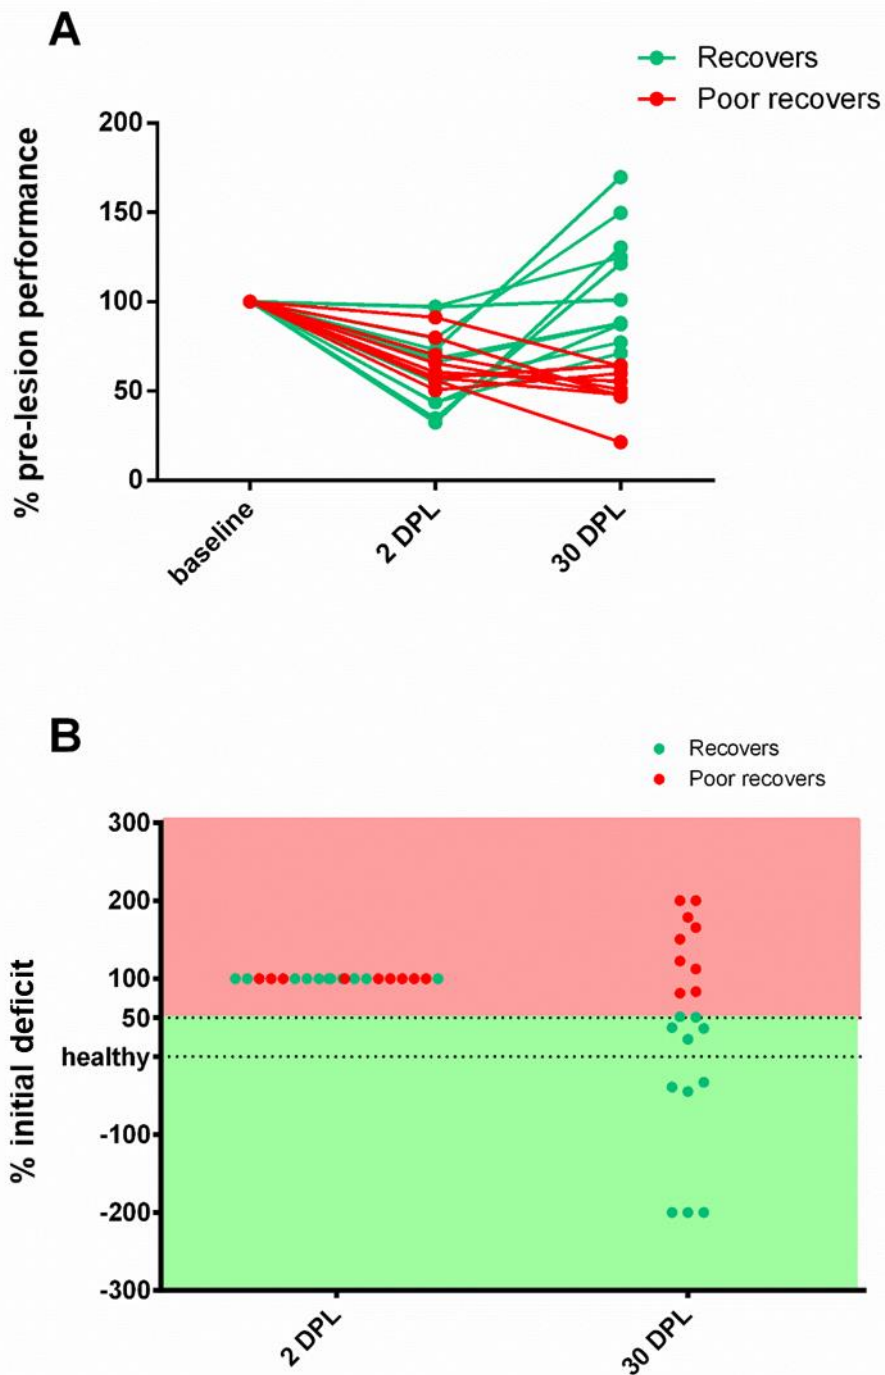 A
Recovers
Poor recovers
% pre-lesion performance
200
150
100
50
0
baseline
2 DPL
30 DPL
B
Recovers
Poor recovers
% initial deficit
300
200
100
50
healthy
-100
-200
-300
2 DPL
30 DPL